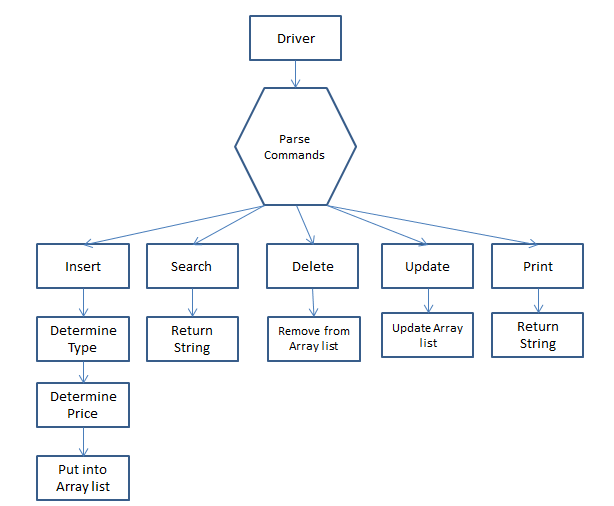 Driver
Parse
Commands
Insert
Search
Delete
Update
Print
Determine
Type
Return
String
Remove from
Array list
Update Array
list
Return
String
Determine
Price
Put into
Array list